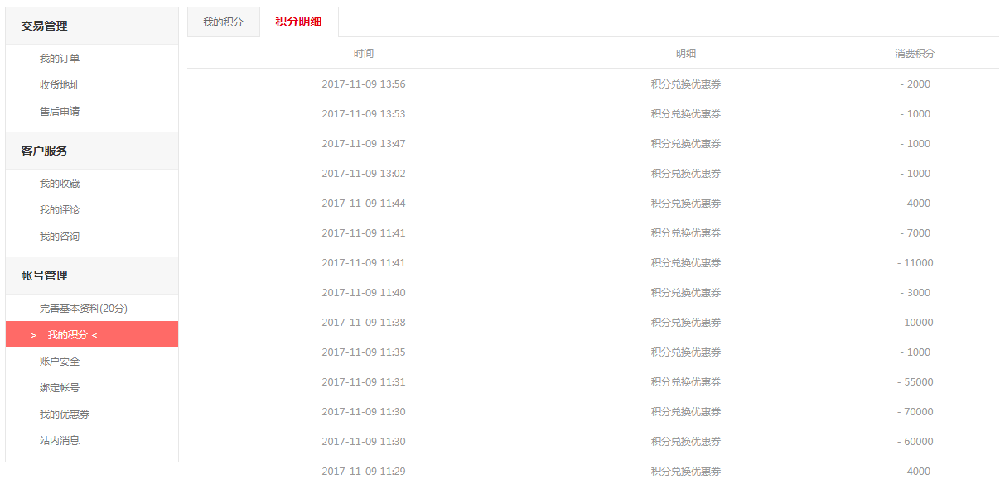 交易管理
我的订单
收货地址
售后申请
客户服务
我的收藏
我的评论
我的咨询
帐号管理
完善基本资料(20分)
> 我的积分 <
账户安全
绑定帐号
我的优惠券
站内消息
我的积分 积分明细
时间 明细 消费积分
2017-11-09 13:56 积分兑换优惠券 - 2000
2017-11-09 13:53 积分兑换优惠券 - 1000
2017-11-09 13:47 积分兑换优惠券 - 1000
2017-11-09 13:02 积分兑换优惠券 - 1000
2017-11-09 11:44 积分兑换优惠券 - 4000
2017-11-09 11:41 积分兑换优惠券 - 7000
2017-11-09 11:41 积分兑换优惠券 - 11000
2017-11-09 11:40 积分兑换优惠券 - 3000
2017-11-09 11:38 积分兑换优惠券 - 10000
2017-11-09 11:35 积分兑换优惠券 - 1000
2017-11-09 11:31 积分兑换优惠券 - 55000
2017-11-09 11:30 积分兑换优惠券 - 70000
2017-11-09 11:30 积分兑换优惠券 - 60000
2017-11-09 11:29 积分兑换优惠券 - 4000